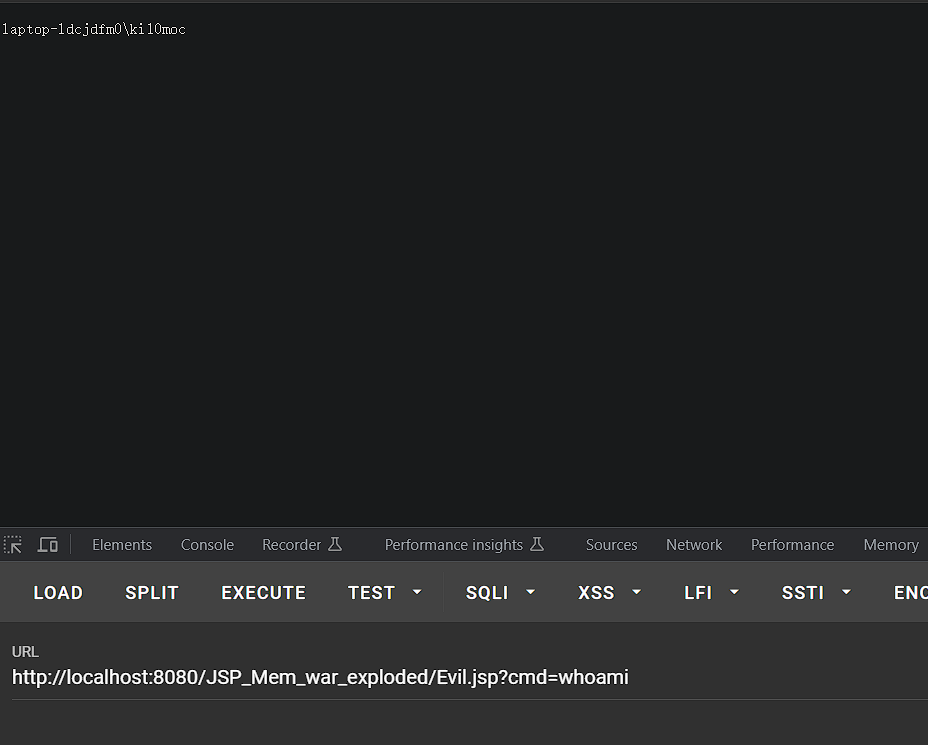 laptop-1dcjdfm0\ki10moc
Elements Console Recorder Performance insights Sources Network Performance Memory
LOAD SPLIT EXECUTE TEST SQLI XSS LFI SSTI ENC
URL
http://localhost:8080/JSP_Mem_war_exploded/Evil.jsp?cmd=whoami